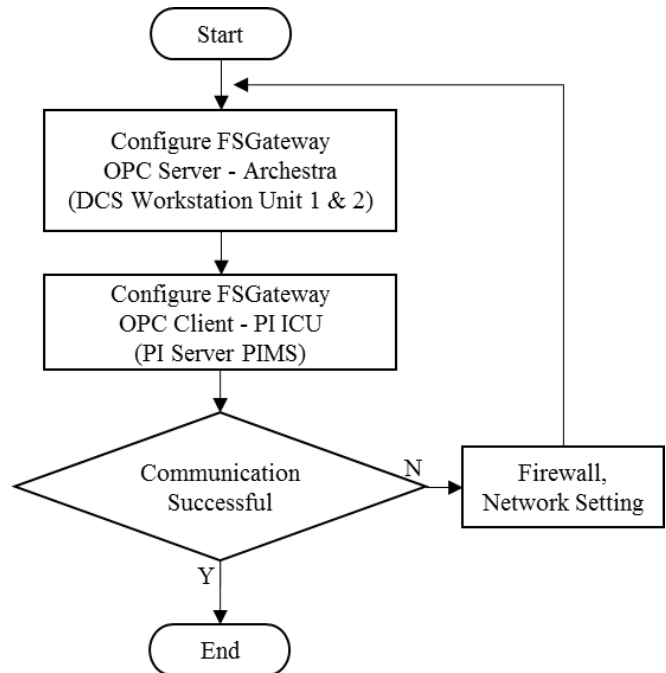 Start
Configure FSGateway
OPC Server - Archestra
(DCS Workstation Unit 1 & 2)
Configure FSGateway
OPC Client - PI ICU
(PI Server PIMS)
Communication
Successful
N
Firewall,
Network Setting
Y
End